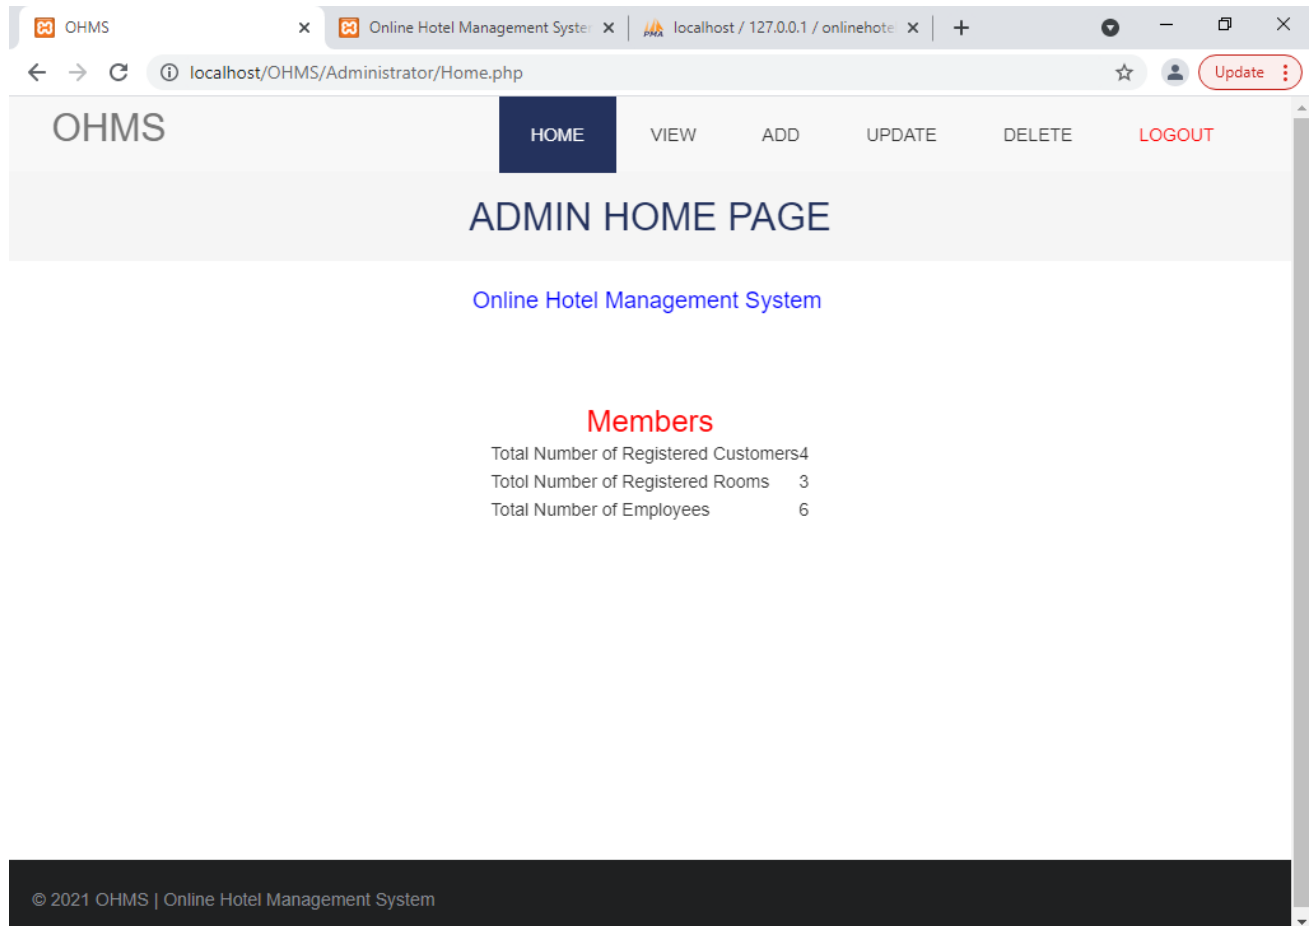 OHMS
Online Hotel Management Syster
localhost / 127.0.0.1 / onlinehote
localhost/OHMS/Administrator/Home.php
Update
OHMS
HOME VIEW ADD UPDATE DELETE LOGOUT
ADMIN HOME PAGE
Online Hotel Management System
Members
Total Number of Registered Customers4
Totol Number of Registered Rooms 3
Total Number of Employees 6
© 2021 OHMS | Online Hotel Management System